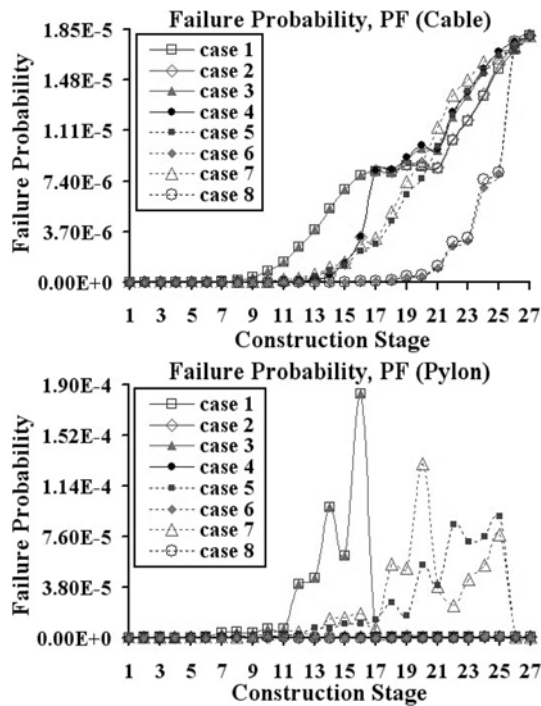 Failure Probability, PF (Cable)
Failure Probability
1.85E-5
1.48E-5
1.11E-5
7.40E-6
3.70E-6
0.00E+0
case 1
case 2
case 3
case 4
case 5
case 6
case 7
case 8
1 3 5 7 9 11 13 15 17 19 21 23 25 27
Construction Stage
Failure Probability, PF (Pylon)
Failure Probability
1.90E-4
1.52E-4
1.14E-4
7.60E-5
3.80E-5
0.00E+0
case 1
case 2
case 3
case 4
case 5
case 6
case 7
case 8
1 3 5 7 9 11 13 15 17 19 21 23 25 27
Construction Stage